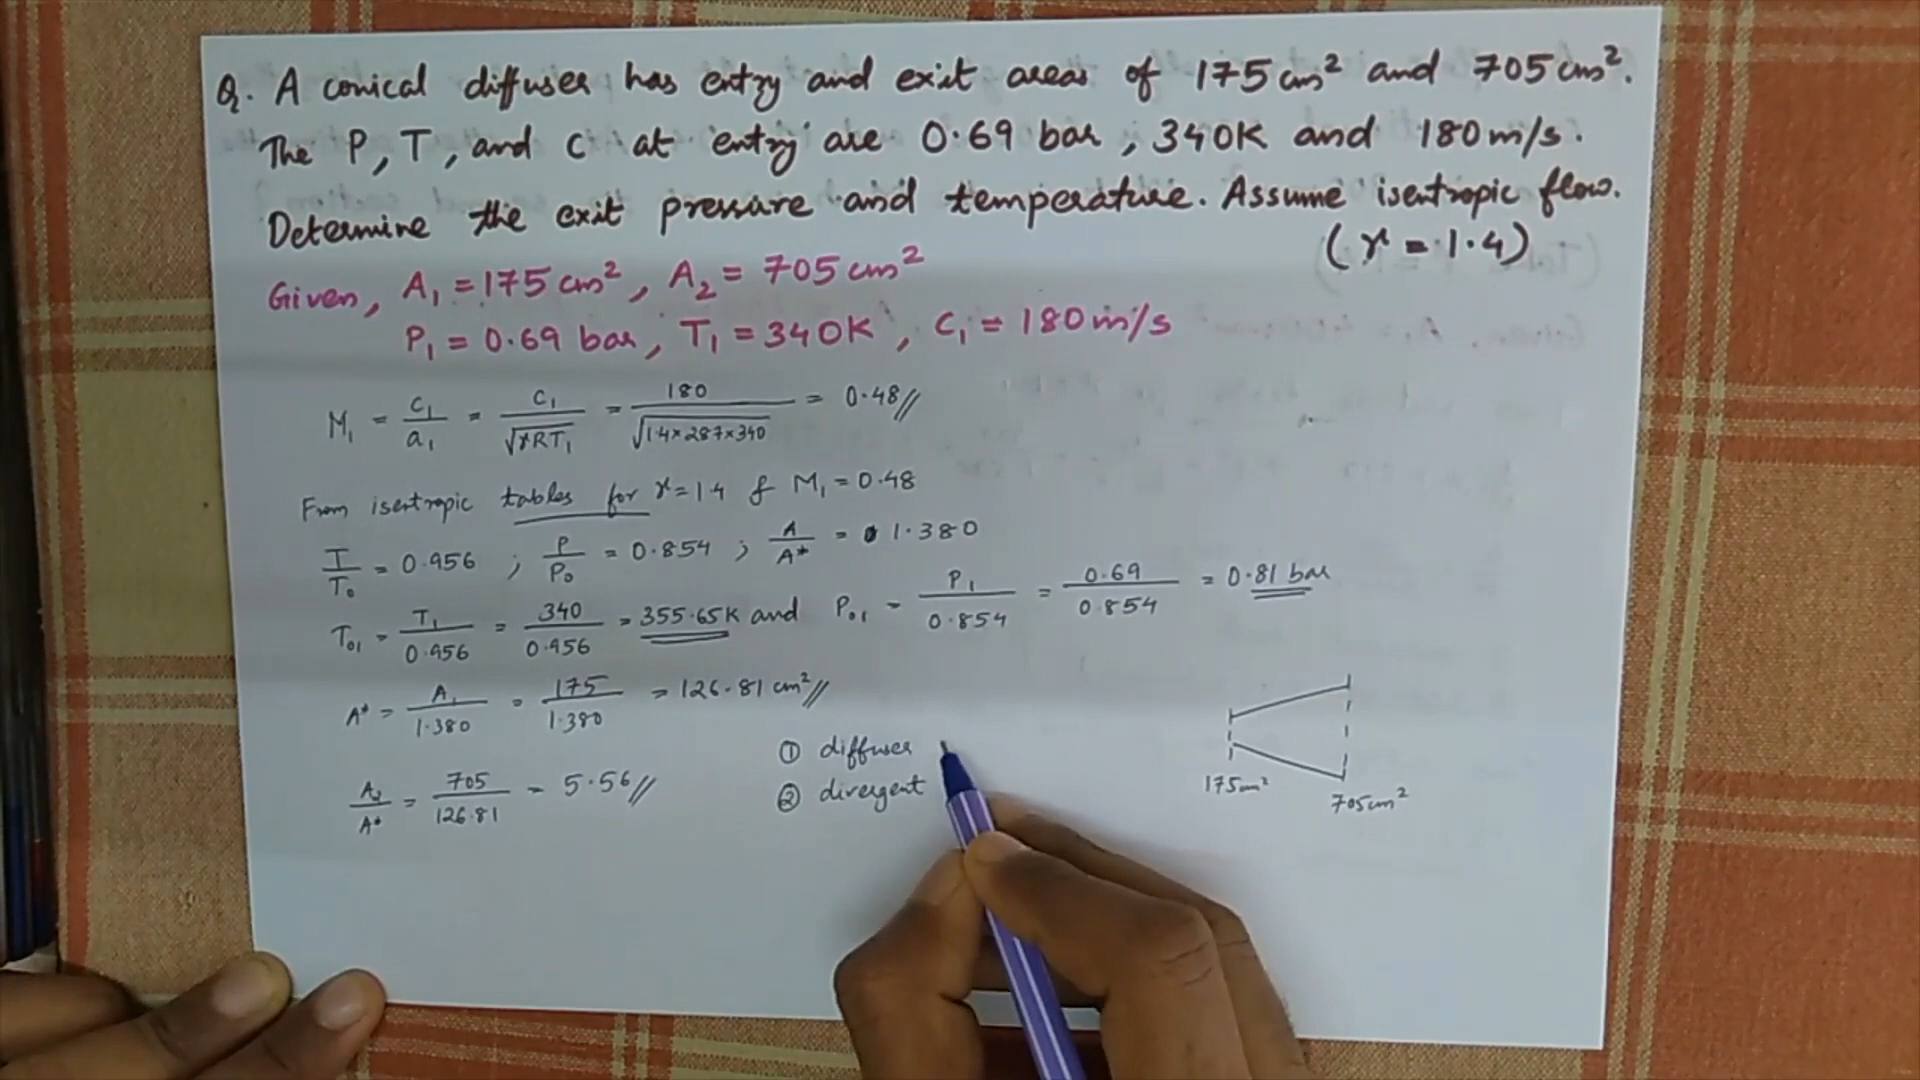 Q. A conical diffuser has entry and exit areas of 175 cm² and 705 cm².
The P, T, and C at entry are 0.69 bar, 340K and 180 m/s.
Determine the exit pressure and temperature. Assume isentropic flow.
(γ = 1.4)
Given, A₁ = 175 cm², A₂ = 705 cm²
P₁ = 0.69 bar, T₁ = 340K, C₁ = 180 m/s
M₁ = C₁/a₁ = C₁/√(γRT₁) = 180/√(1.4×287×340) = 0.48//
From isentropic tables for γ = 1.4 & M₁ = 0.48
T/T₀ = 0.956 ; P/P₀ = 0.854 ; A/A* = 1.380
T₀₁ = T₁/0.956 = 340/0.956 = 355.65K and P₀₁ = P₁/0.854 = 0.69/0.854 = 0.81 bar
A* = A₁/1.380 = 175/1.380 = 126.81 cm²//
A₂/A* = 705/126.81 = 5.56//
① diffuser
② divergent
175cm²
705cm²